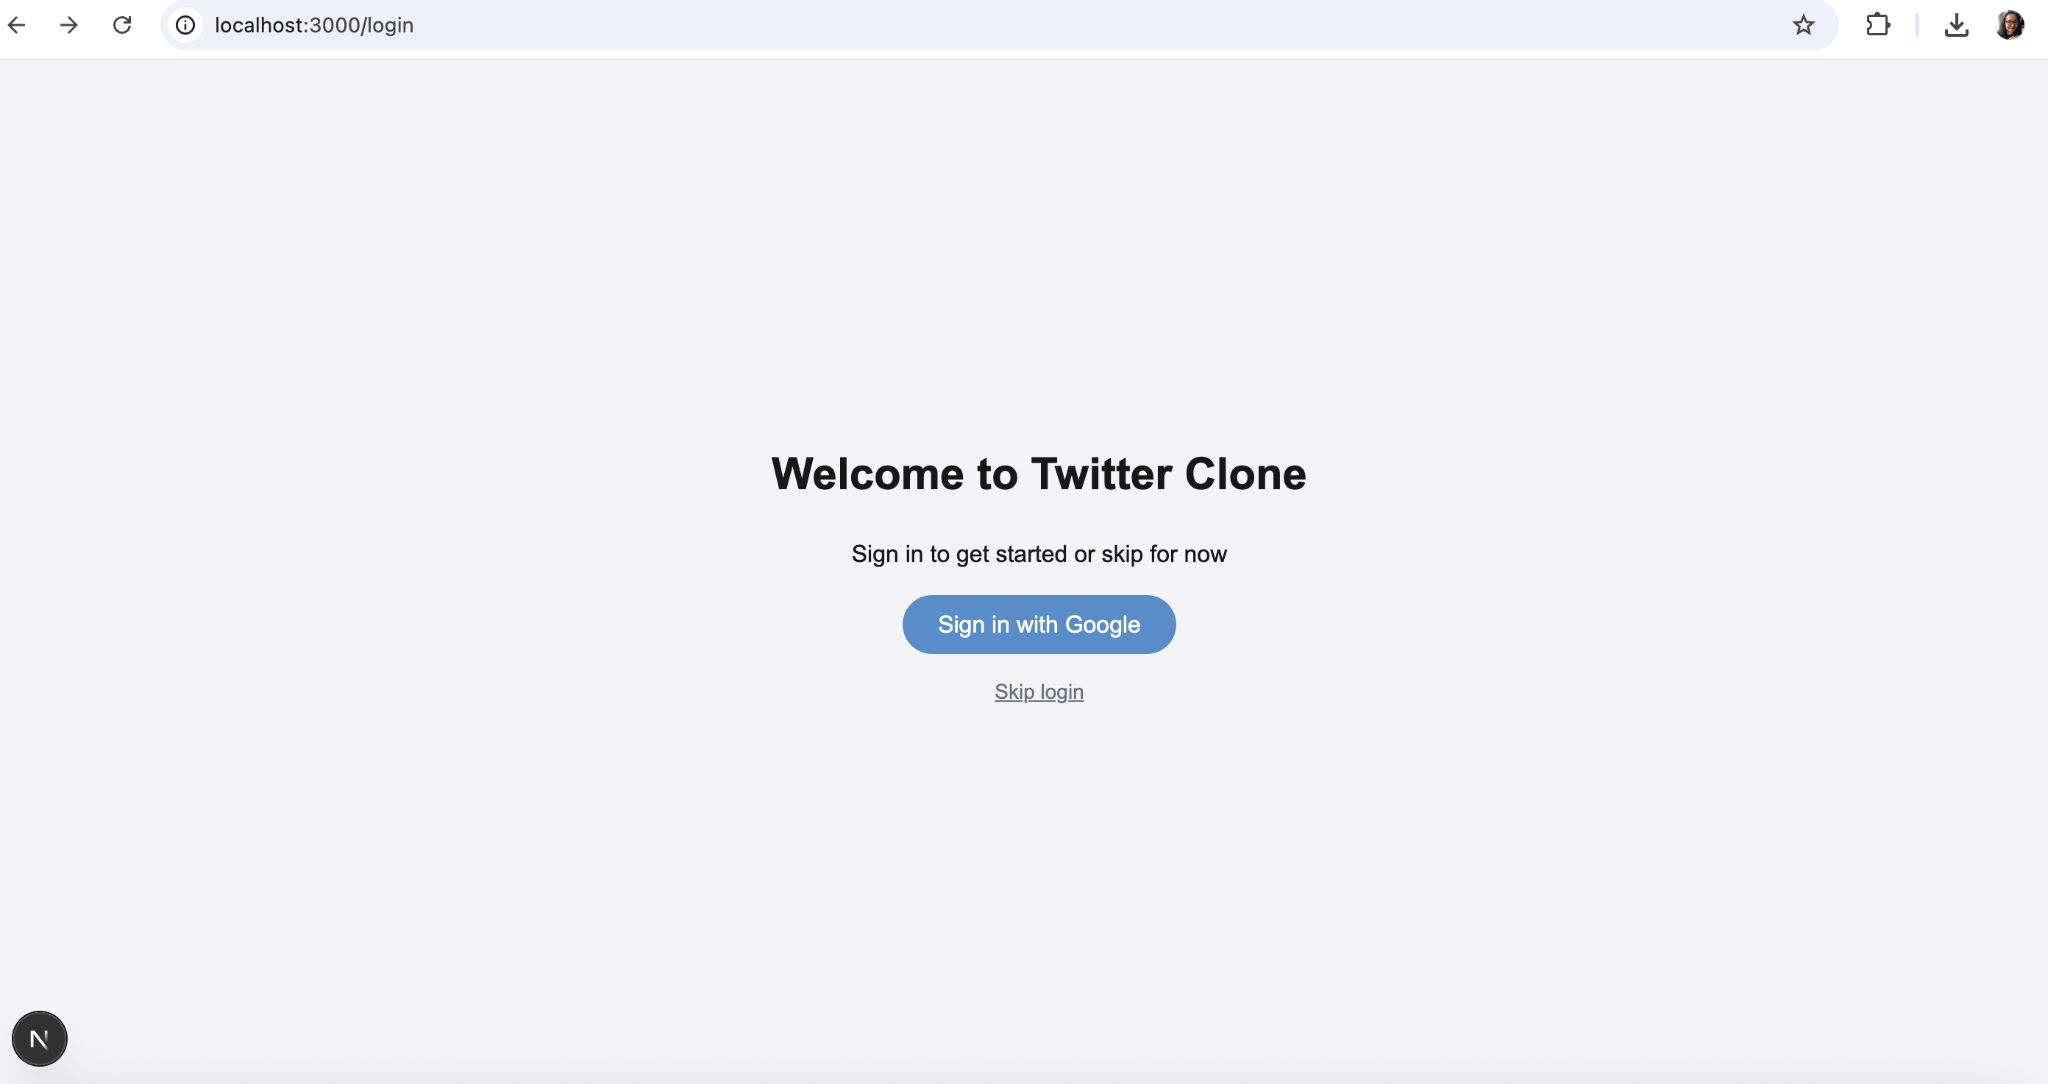 localhost:3000/login
Welcome to Twitter Clone
Sign in to get started or skip for now
Sign in with Google
Skip login
N